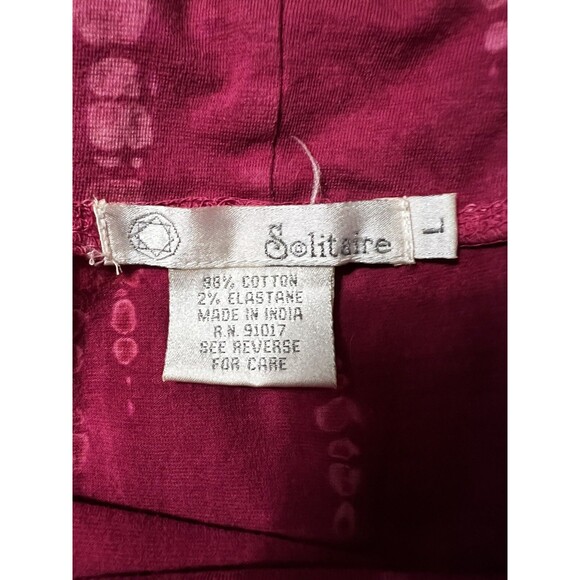 Solitaire
L
98% COTTON
2% ELASTANE
MADE IN INDIA
R.N. 91017
SEE REVERSE
FOR CARE